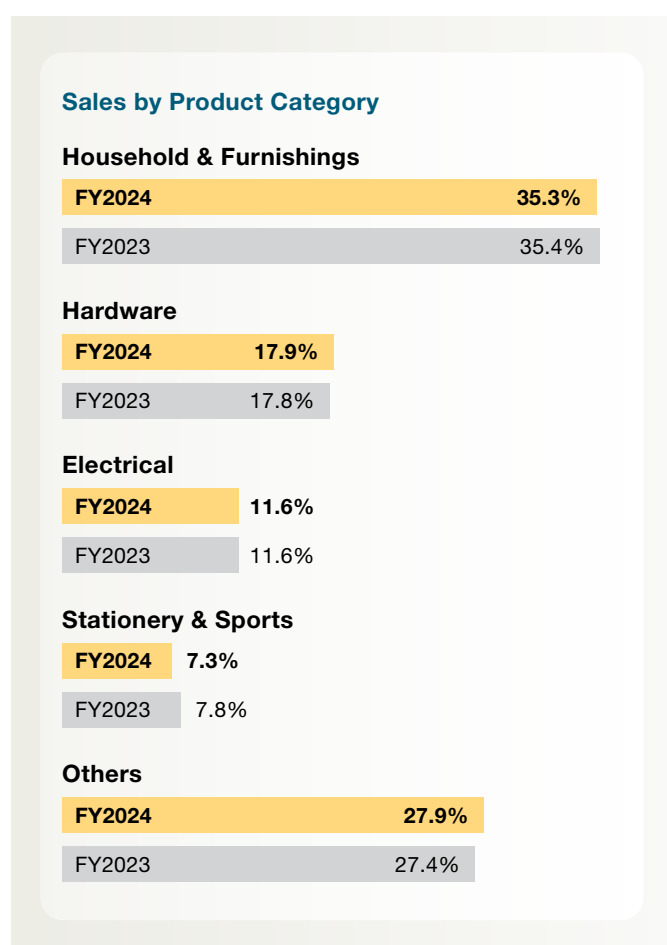 Sales by Product Category
Household & Furnishings
FY2024 35.3%
FY2023 35.4%
Hardware
FY2024 17.9%
FY2023 17.8%
Electrical
FY2024 11.6%
FY2023 11.6%
Stationery & Sports
FY2024 7.3%
FY2023 7.8%
Others
FY2024 27.9%
FY2023 27.4%